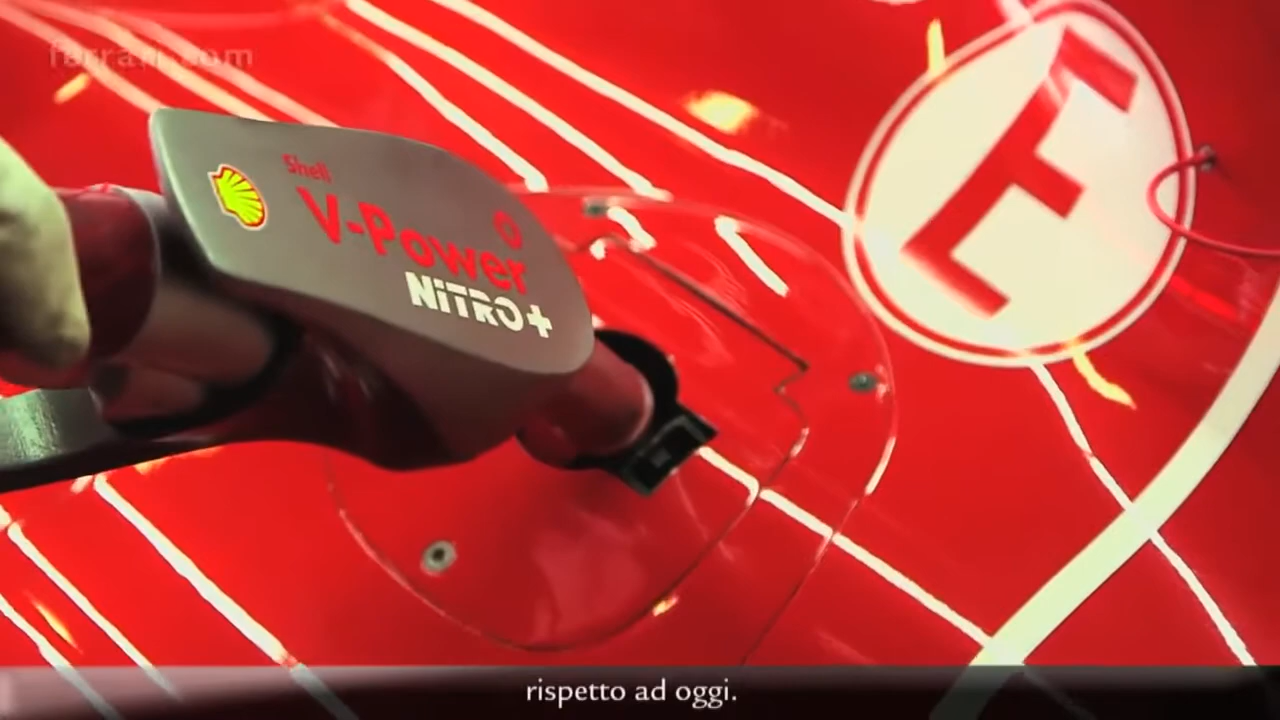 ferrari.com
Shell
V-Power
NiTRO+
E
rispetto ad oggi.